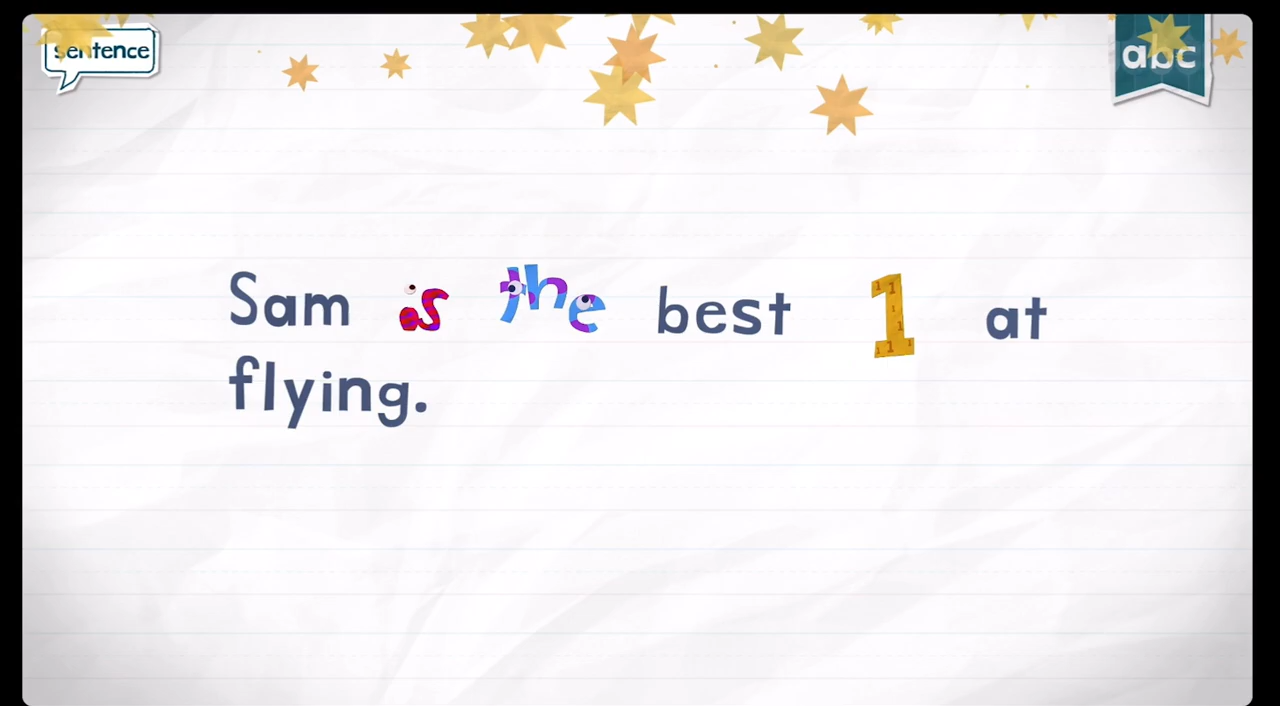 sentence
abc
Sam is the best 1 at
flying.